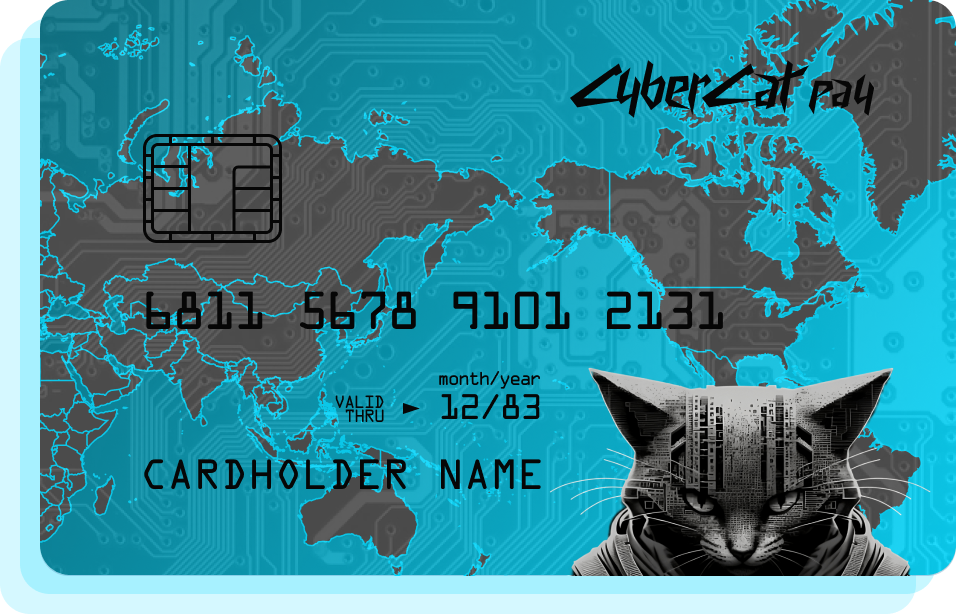 CyberCat pay
6811 5678 9101 2131
month/year
VALID THRU ► 12/83
CARDHOLDER NAME